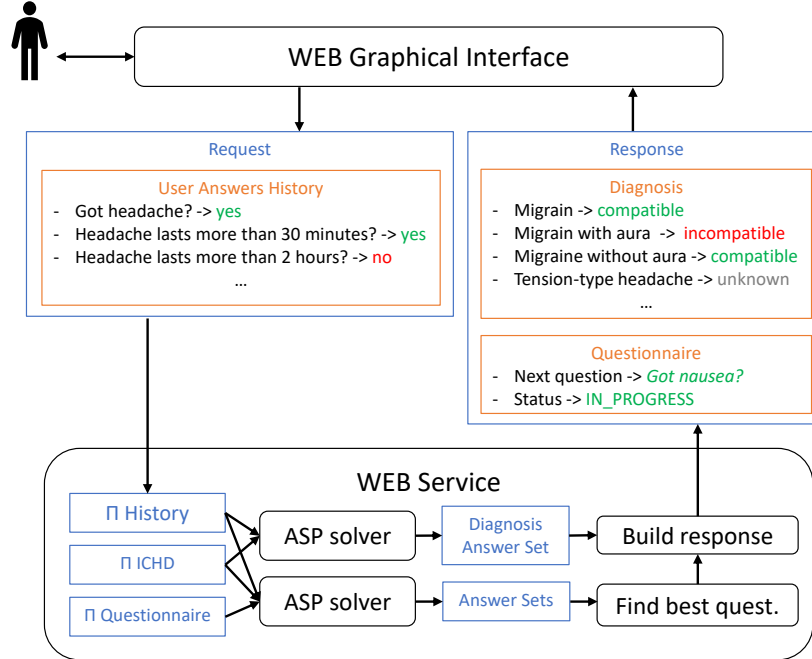 WEB Graphical Interface
Request
User Answers History
- Got headache? -> yes
- Headache lasts more than 30 minutes? -> yes
- Headache lasts more than 2 hours? -> no
...
Response
Diagnosis
- Migrain -> compatible
- Migrain with aura -> incompatible
- Migraine without aura -> compatible
- Tension-type headache -> unknown
...
Questionnaire
- Next question -> Got nausea?
- Status -> IN_PROGRESS
WEB Service
Π History
Π ICHD
Π Questionnaire
ASP solver
ASP solver
Diagnosis
Answer Set
Answer Sets
Build response
Find best quest.